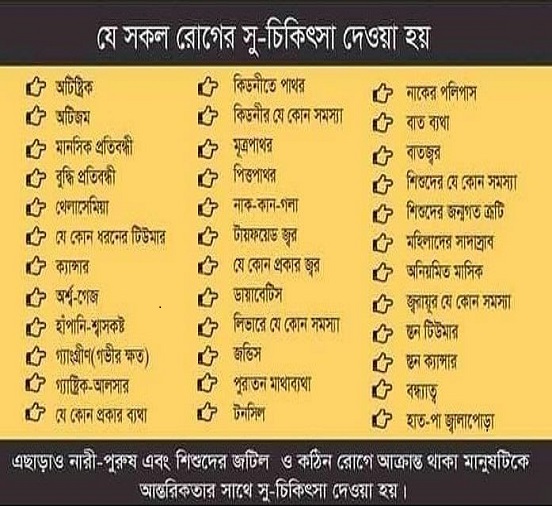 যে সকল রোগের সু-চিকিৎসা দেওয়া হয়
অটিষ্ট্রিক
অটিজম
মানসিক প্রতিবন্ধী
বুদ্ধি প্রতিবন্ধী
থেলাসেমিয়া
যে কোন ধরনের টিউমার
ক্যান্সার
অর্শ্ব-গেজ
হাঁপানি-শ্বাসকষ্ট
গ্যাংগ্রীণ(গভীর ক্ষত)
গ্যাষ্ট্রিক-আলসার
যে কোন প্রকার ব্যথা
কিডনীতে পাথর
কিডনীর যে কোন সমস্যা
মূত্রপাথর
পিত্তপাথর
নাক-কান-গলা
টায়ফয়েড জ্বর
যে কোন প্রকার জ্বর
ডায়াবেটিস
লিভারে যে কোন সমস্যা
জন্ডিস
পুরাতন মাথাব্যথা
টনসিল
নাকের পলিপাস
বাত ব্যথা
বাতজ্বর
শিশুদের যে কোন সমস্যা
শিশুদের জন্মগত ত্রুটি
মহিলাদের সাদাস্রাব
অনিয়মিত মাসিক
জ্বরায়ূর যে কোন সমস্যা
স্তন টিউমার
স্তন ক্যান্সার
বন্ধ্যাত্ব
হাত-পা জ্বালাপোড়া
এছাড়াও নারী-পুরুষ এবং শিশুদের জটিল ও কঠিন রোগে আক্রান্ত থাকা মানুষটিকে
আন্তরিকতার সাথে সু-চিকিৎসা দেওয়া হয়।